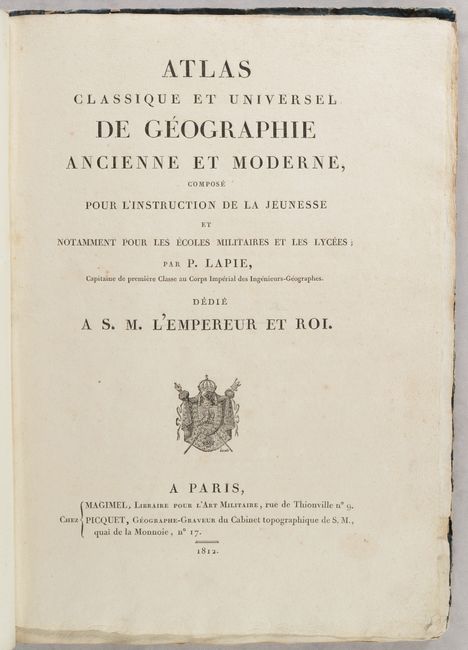 ATLAS
CLASSIQUE ET UNIVERSEL
DE GÉOGRAPHIE
ANCIENNE ET MODERNE,
COMPOSÉ
POUR L'INSTRUCTION DE LA JEUNESSE
ET
NOTAMMENT POUR LES ÉCOLES MILITAIRES ET LES LYCÉES ;
PAR P. LAPIE,
Capitaine de première Classe au Corps Impérial des Ingénieurs-Géographes.
DÉDIÉ
A S. M. L'EMPEREUR ET ROI.
A PARIS,
MAGIMEL, LIBRAIRE POUR L'ART MILITAIRE, rue de Thionville nº 9.
CHEZ PICQUET, GÉOGRAPHE-GRAVEUR du Cabinet topographique de S. M.,
quai de la Monnoie, nº 17.
1812.